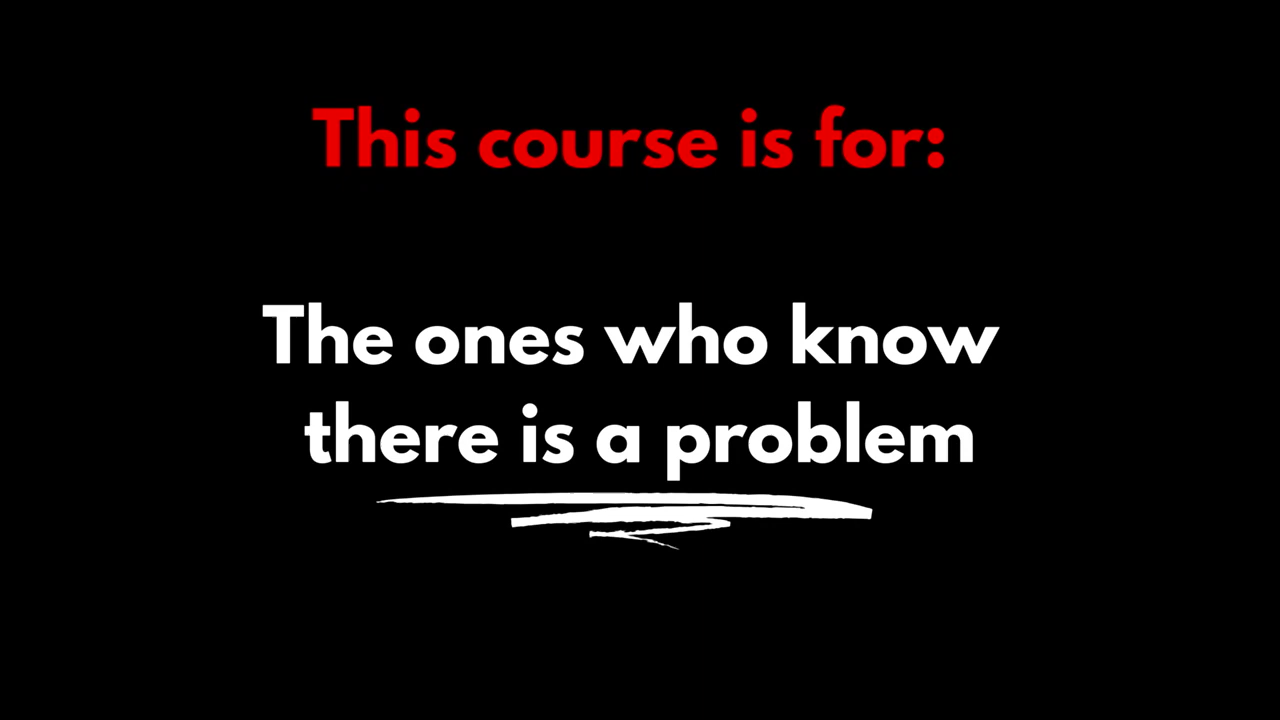 This course is for:
The ones who know
there is a problem